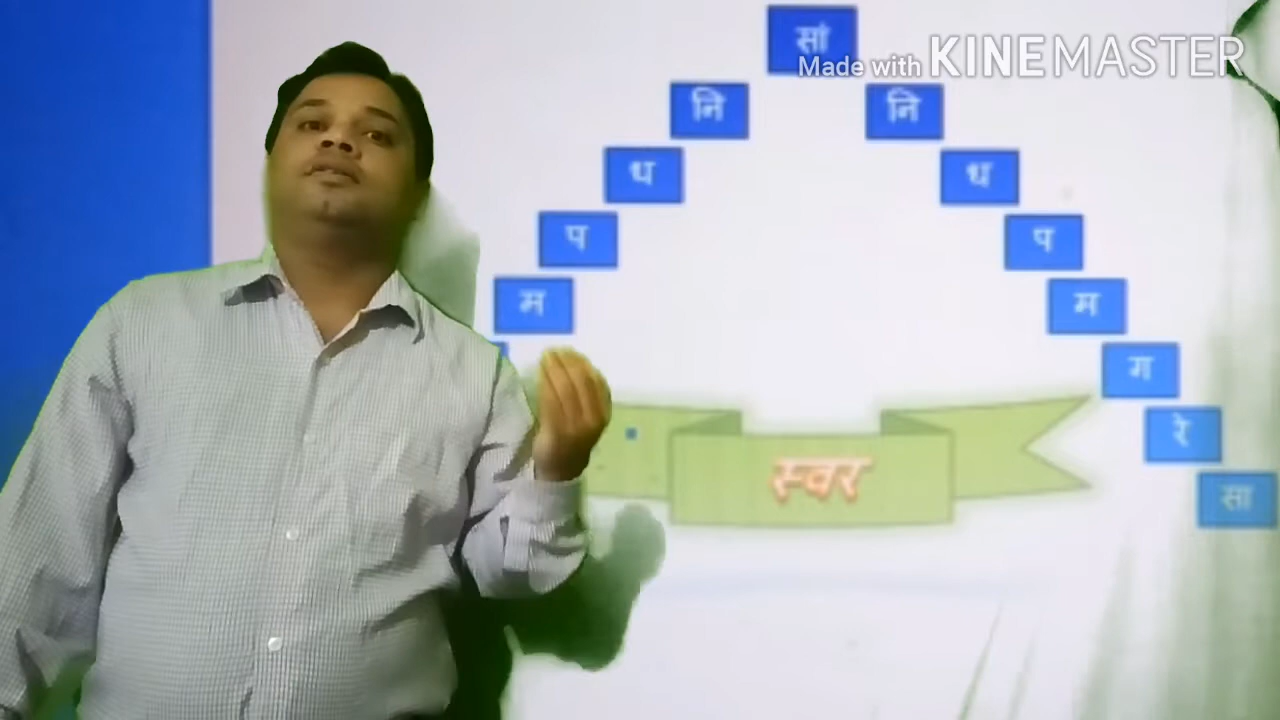 सां
Made with KINEMASTER
नि नि
ध ध
प प
म म
ग
रे
स्वर
सा